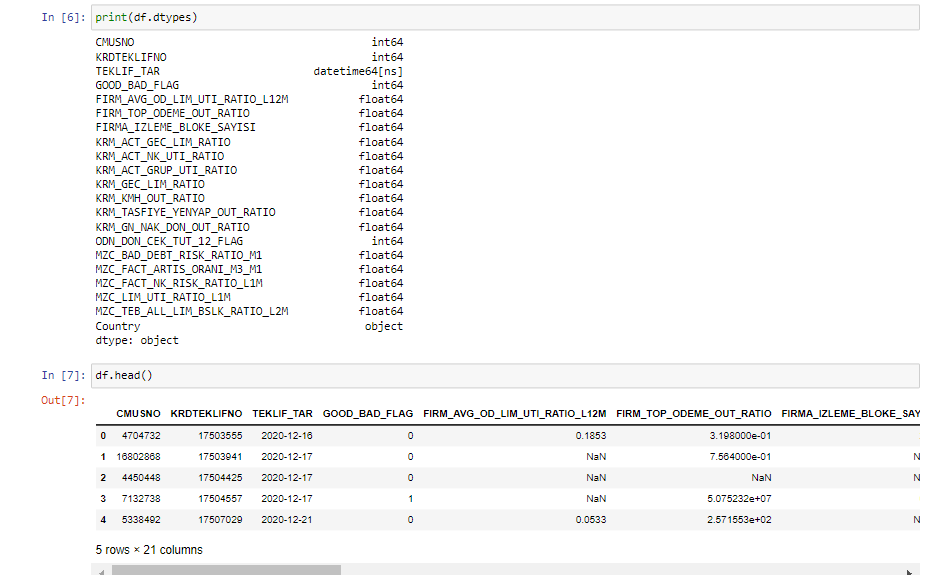 In [6]: print(df.dtypes)
CMUSNO int64
KRDTEKLIFNO int64
TEKLIF_TAR datetime64[ns]
GOOD_BAD_FLAG int64
FIRM_AVG_OD_LIM_UTI_RATIO_L12M float64
FIRM_TOP_ODEME_OUT_RATIO float64
FIRMA_IZLEME_BLOKE_SAYISI float64
KRM_ACT_GEC_LIM_RATIO float64
KRM_ACT_NK_UTI_RATIO float64
KRM_ACT_GRUP_UTI_RATIO float64
KRM_GEC_LIM_RATIO float64
KRM_KMH_OUT_RATIO float64
KRM_TASFIYE_YENYAP_OUT_RATIO float64
KRM_GN_NAK_DON_OUT_RATIO float64
ODN_DON_CEK_TUT_12_FLAG int64
MZC_BAD_DEBT_RISK_RATIO_M1 float64
MZC_FACT_ARTIS_ORANI_M3_M1 float64
MZC_FACT_NK_RISK_RATIO_L1M float64
MZC_LIM_UTI_RATIO_L1M float64
MZC_TEB_ALL_LIM_BSLK_RATIO_L2M float64
Country object
dtype: object
In [7]: df.head()
Out[7]:
CMUSNO KRDTEKLIFNO TEKLIF_TAR GOOD_BAD_FLAG FIRM_AVG_OD_LIM_UTI_RATIO_L12M FIRM_TOP_ODEME_OUT_RATIO FIRMA_IZLEME_BLOKE_SAY
0 4704732 17503555 2020-12-16 0 0.1853 3.198000e-01
1 16802868 17503941 2020-12-17 0 NaN 7.564000e-01 N
2 4450448 17504425 2020-12-17 0 NaN NaN N
3 7132738 17504557 2020-12-17 1 NaN 5.075232e+07
4 5338492 17507029 2020-12-21 0 0.0533 2.571553e+02 N
5 rows × 21 columns